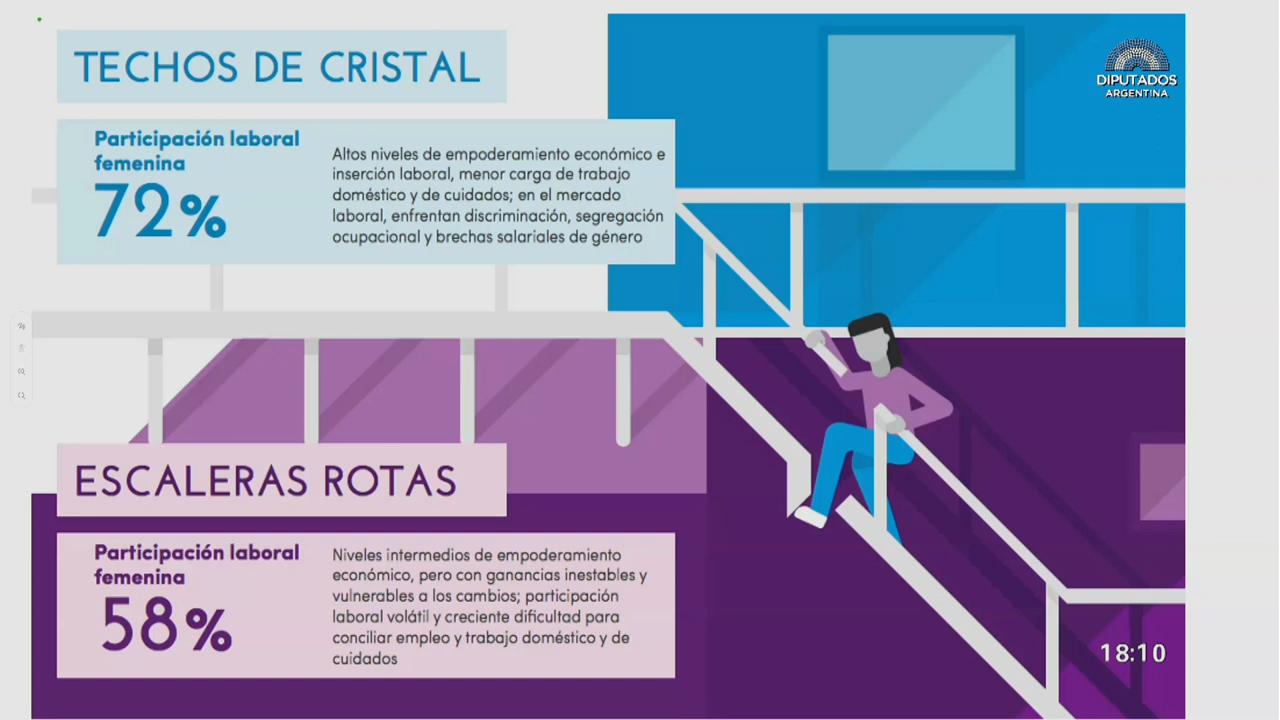 TECHOS DE CRISTAL
Participación laboral
femenina
72%
Altos niveles de empoderamiento económico e
inserción laboral, menor carga de trabajo
doméstico y de cuidados; en el mercado
laboral, enfrentan discriminación, segregación
ocupacional y brechas salariales de género
DIPUTADOS
ARGENTINA
ESCALERAS ROTAS
Participación laboral
femenina
58%
Niveles intermedios de empoderamiento
económico, pero con ganancias inestables y
vulnerables a los cambios; participación
laboral volátil y creciente dificultad para
conciliar empleo y trabajo doméstico y de
cuidados
18:10